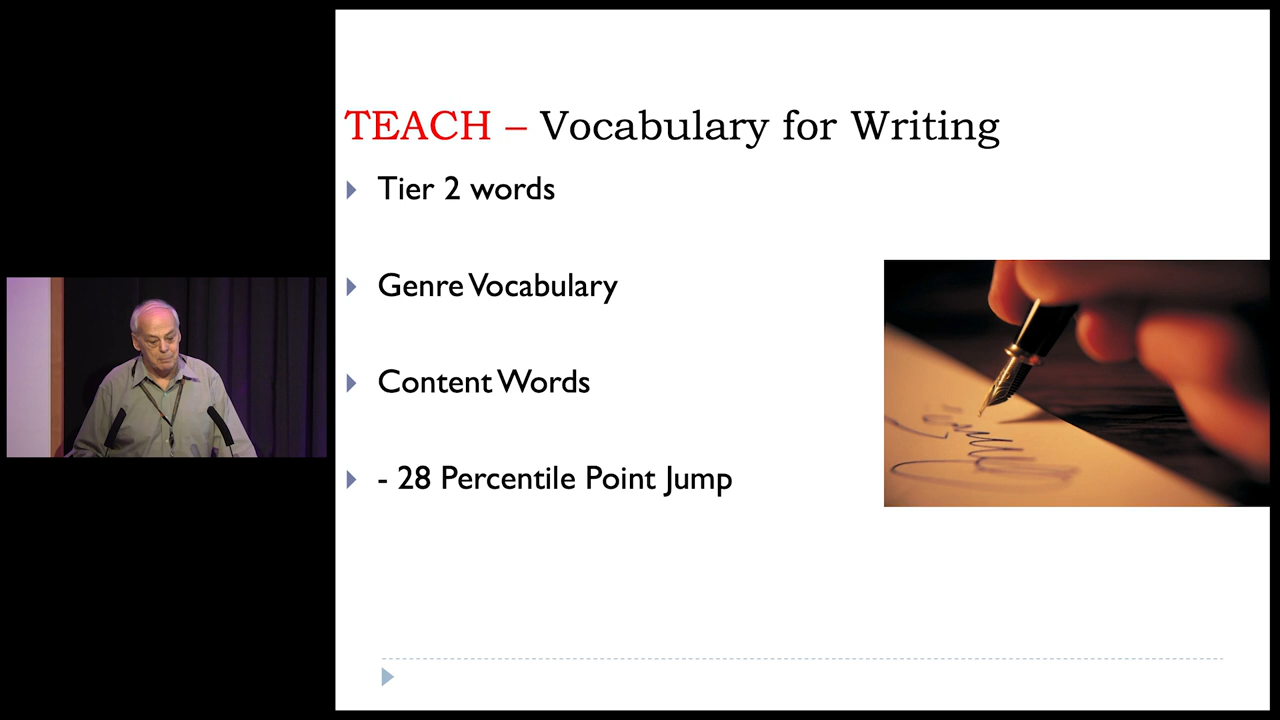 TEACH – Vocabulary for Writing
Tier 2 words
Genre Vocabulary
Content Words
- 28 Percentile Point Jump